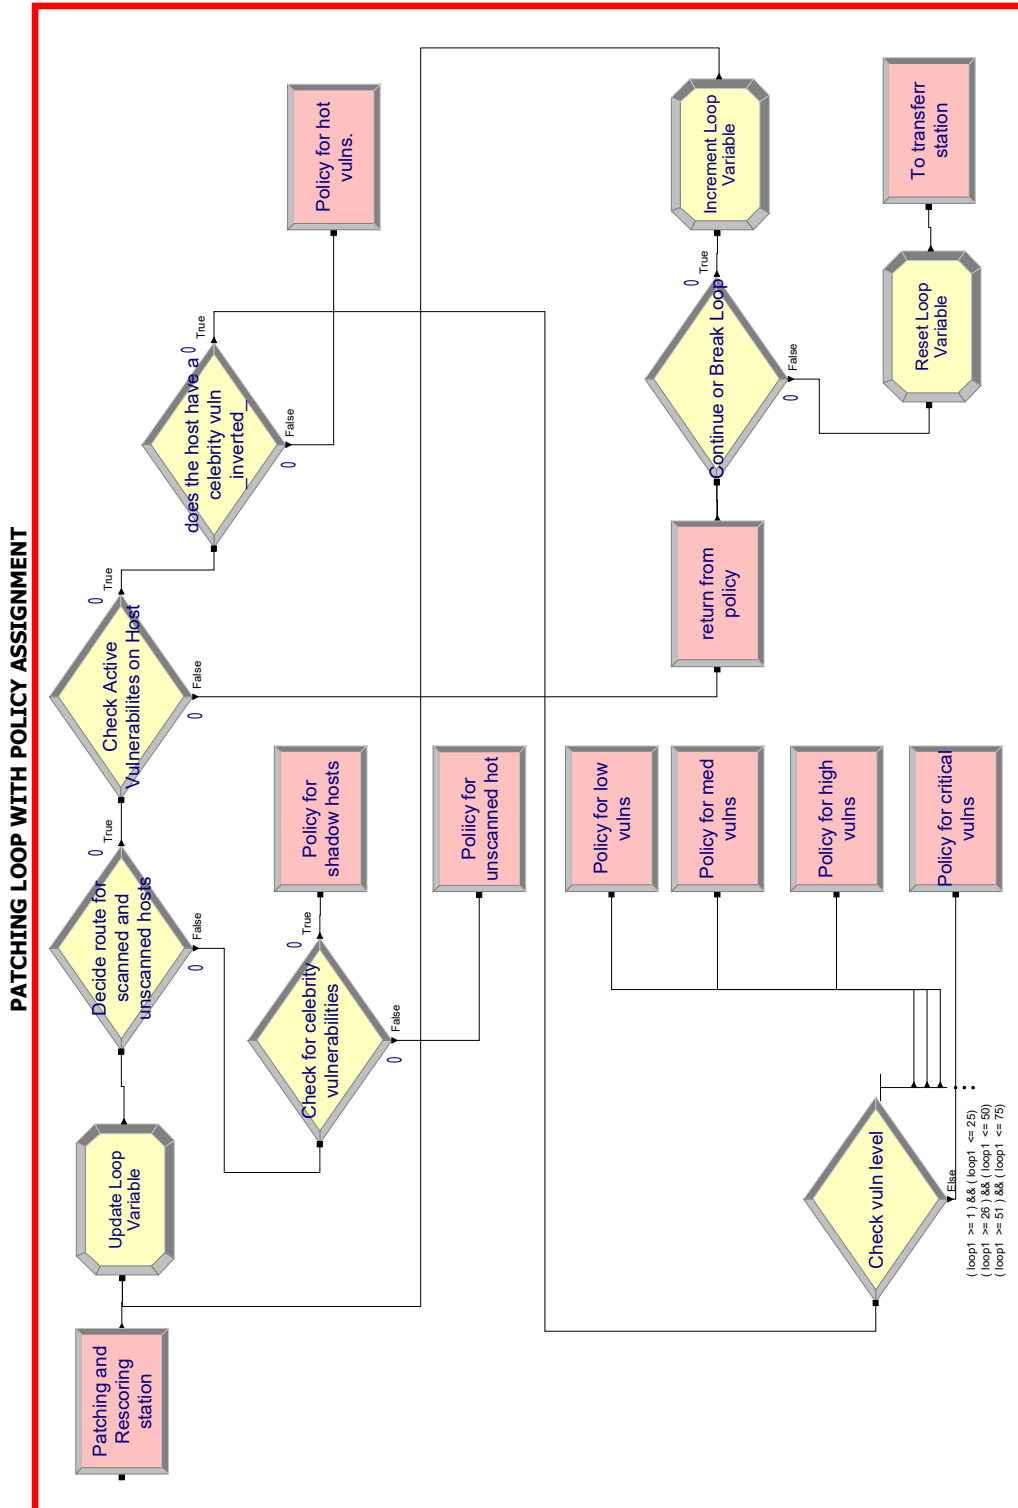 PATCHING LOOP WITH POLICY ASSIGNMENT
Patching and
Rescoring
station
Update Loop
Variable
Decide route for
scanned and
unscanned hosts
0
True
0
False
Check Active
Vulnerabilites on Host
0
True
0
False
does the host have a
celebrity vuln
_inverted_
0
True
0
False
Policy for hot
vulns.
Check for celebrity
vulnerabilities
0
True
0
False
Policy for
shadow hosts
Poliicy for
unscanned hot
Policy for low
vulns
Policy for med
vulns
Policy for high
vulns
Policy for critical
vulns
Check vuln level
Else
( loop1 >= 1 ) && ( loop1 <= 25)
( loop1 >= 26 ) && ( loop1 <= 50)
( loop1 >= 51 ) && ( loop1 <= 75)
return from
policy
Continue or Break Loop
0
True
0
False
Increment Loop
Variable
Reset Loop
Variable
To transferr
station